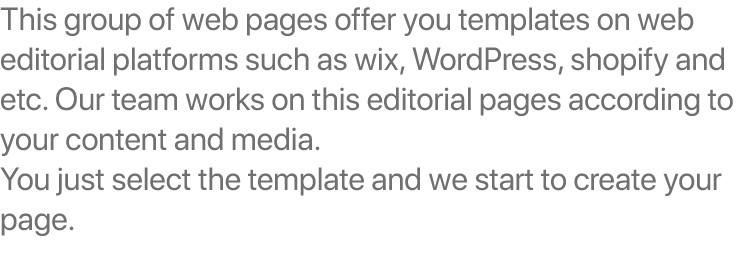 This group of web pages offer you templates on web
editorial platforms such as wix, WordPress, shopify and
etc. Our team works on this editorial pages according to
your content and media.
You just select the template and we start to create your
page.